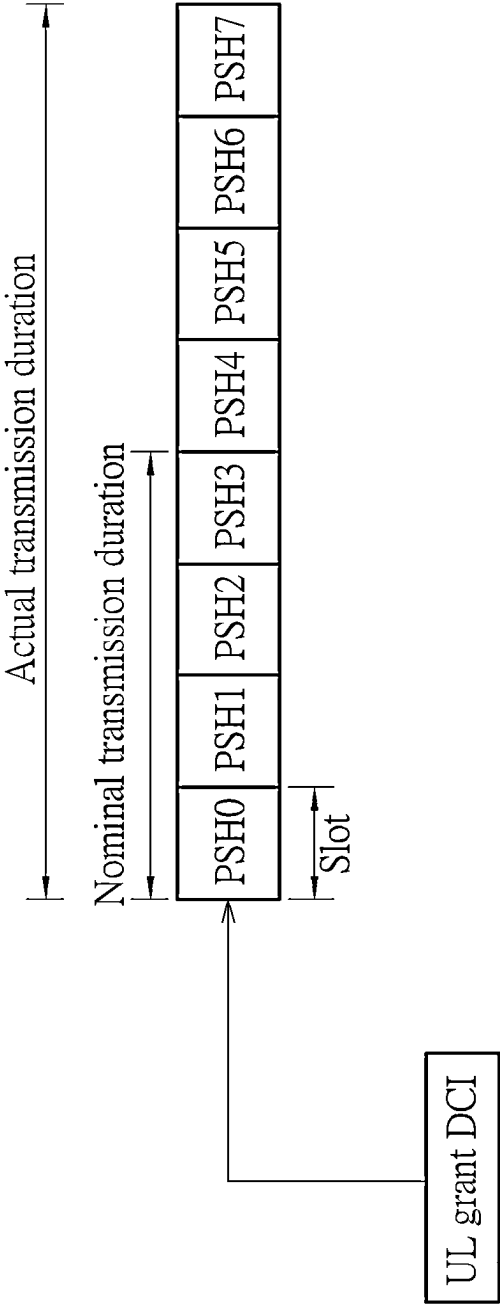 Actual transmission duration
Nominal transmission duration
PSH0 PSH1 PSH2 PSH3 PSH4 PSH5 PSH6 PSH7
Slot
UL grant DCI